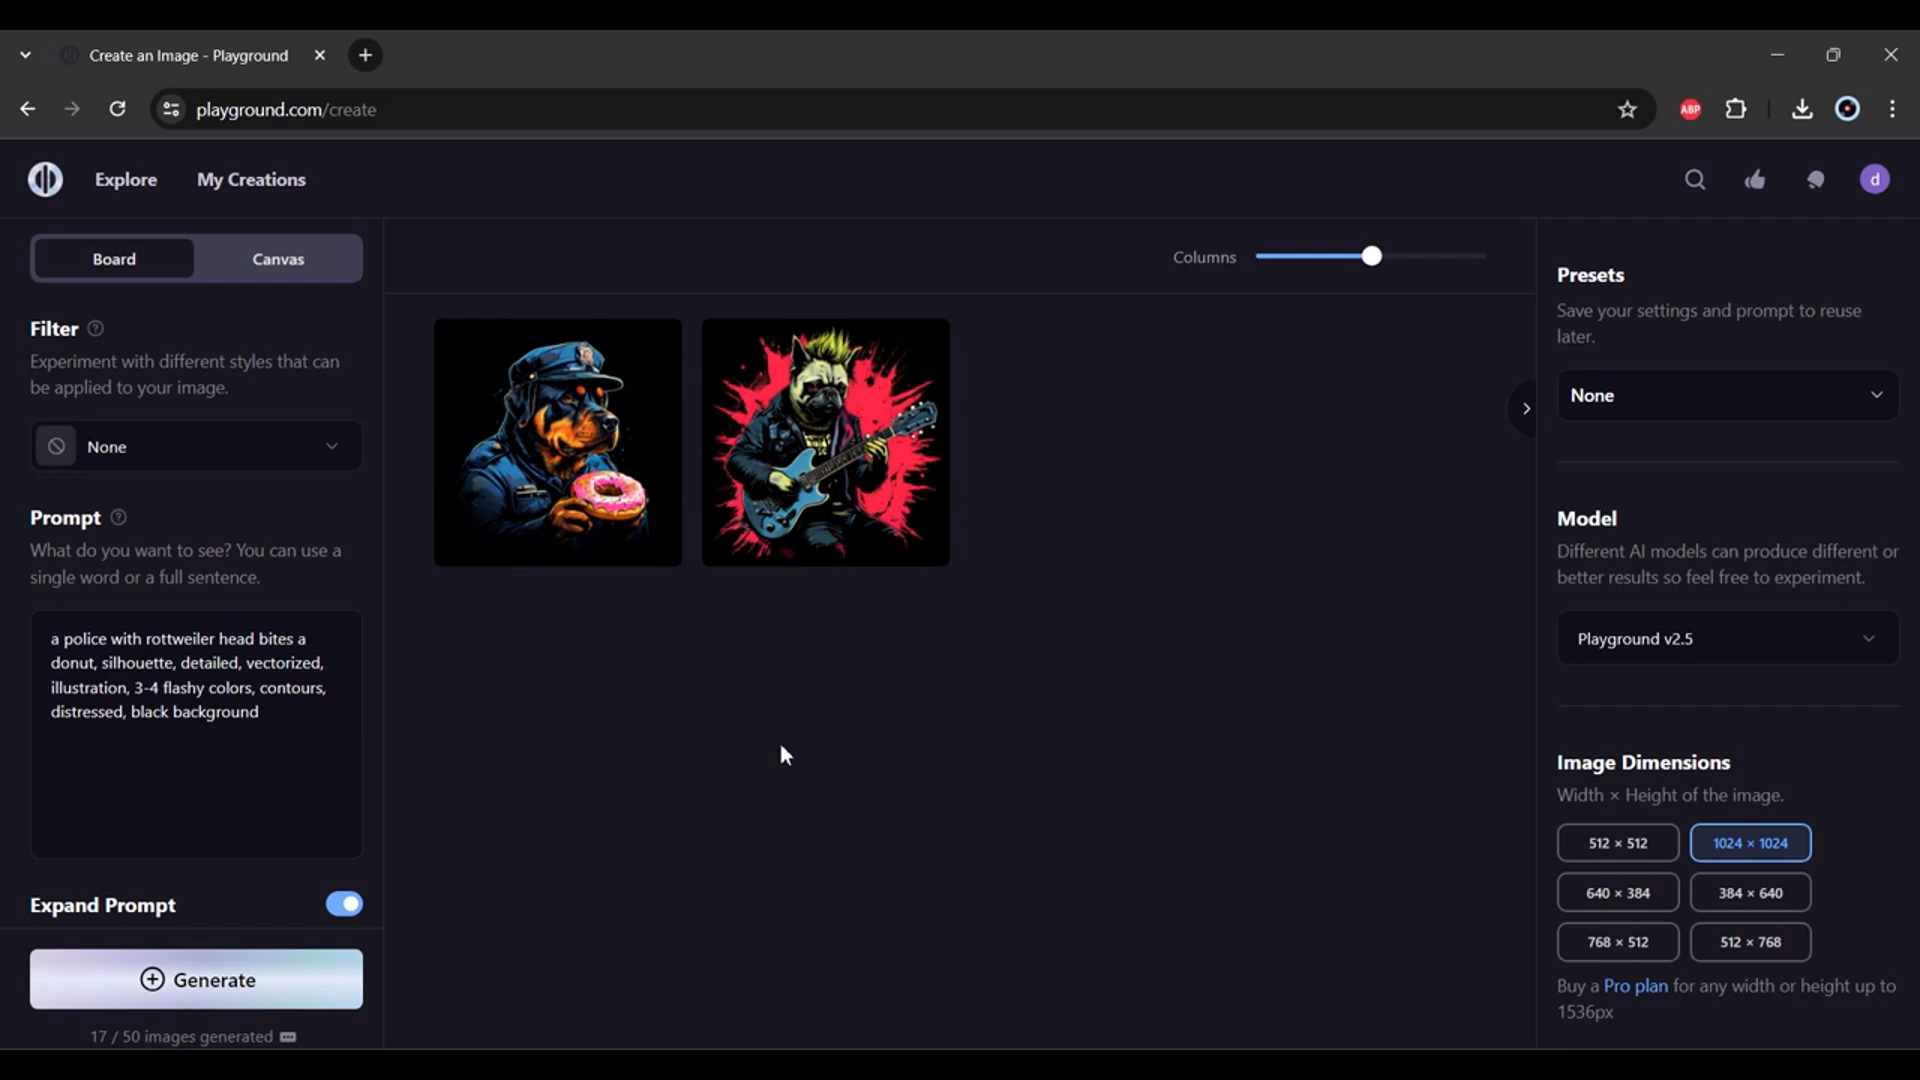 Create an Image - Playground
playground.com/create
ABP
Explore
My Creations
d
Board
Canvas
Columns
Filter
Experiment with different styles that can
be applied to your image.
None
Prompt
What do you want to see? You can use a
single word or a full sentence.
a police with rottweiler head bites a
donut, silhouette, detailed, vectorized,
illustration, 3-4 flashy colors, contours,
distressed, black background
Expand Prompt
Generate
17 / 50 images generated
Presets
Save your settings and prompt to reuse
later.
None
Model
Different AI models can produce different or
better results so feel free to experiment.
Playground v2.5
Image Dimensions
Width × Height of the image.
512 × 512
1024 × 1024
640 × 384
384 × 640
768 × 512
512 × 768
Buy a Pro plan for any width or height up to
1536px